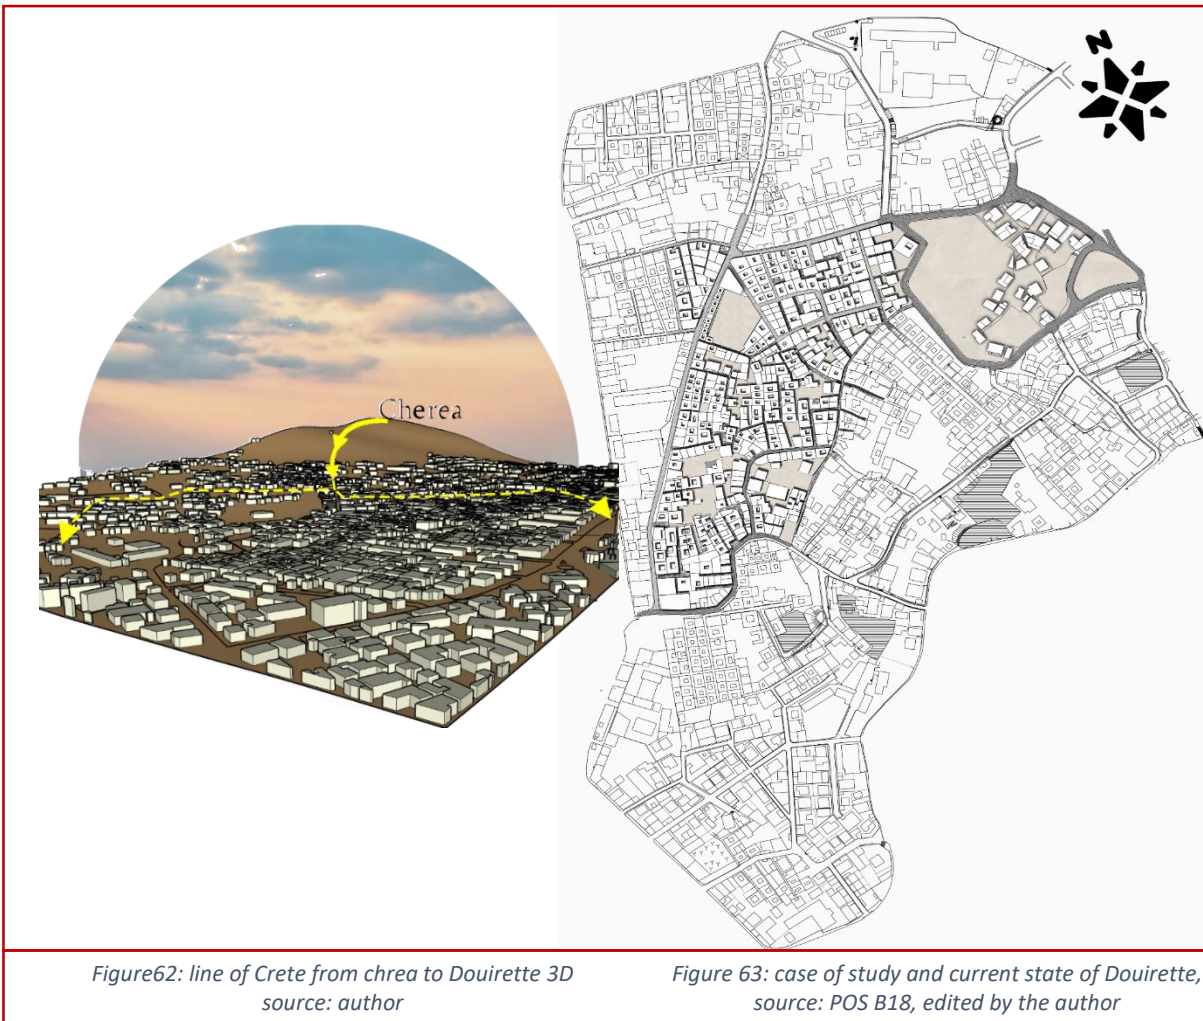 N
Cherea
Figure62: line of Crete from chrea to Douirette 3D
source: author
Figure 63: case of study and current state of Douirette,
source: POS B18, edited by the author